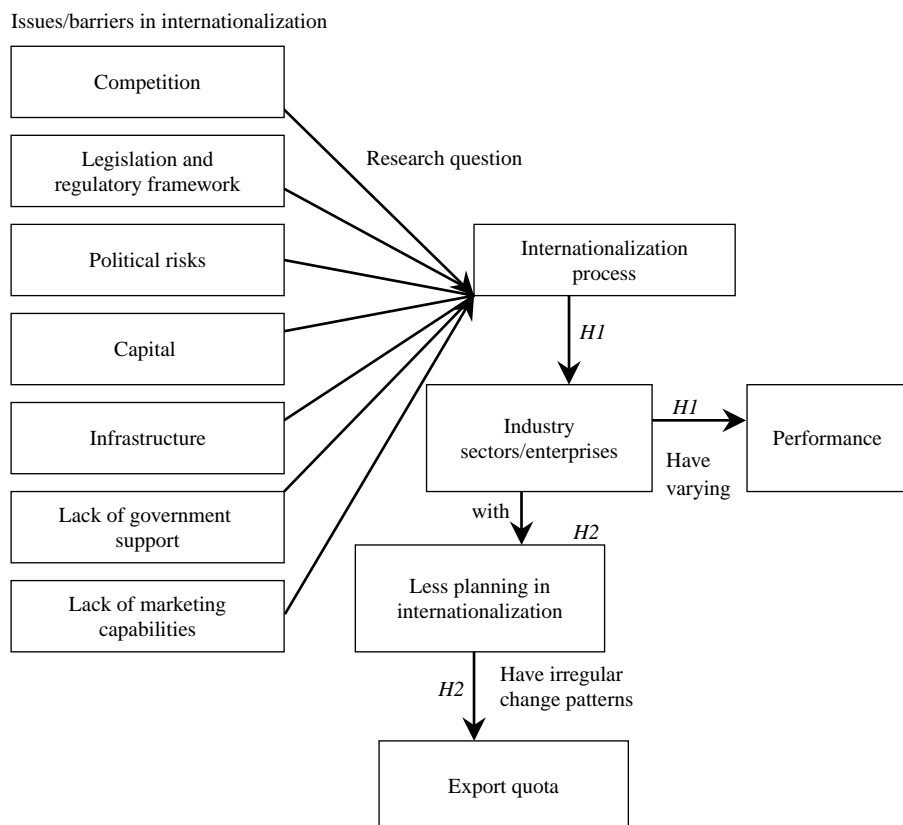 Issues/barriers in internationalization
Competition
Legislation and
regulatory framework
Political risks
Capital
Infrastructure
Lack of government
support
Lack of marketing
capabilities
Research question
Internationalization
process
H1
Industry
sectors/enterprises
H1
Have
varying
Performance
with
H2
Less planning in
internationalization
H2
Have irregular
change patterns
Export quota